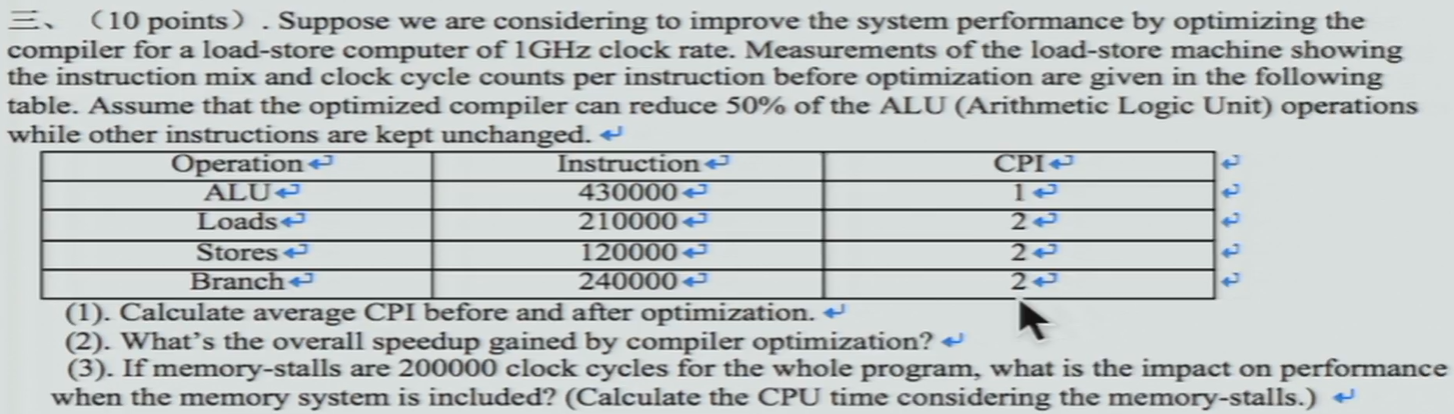 三、 (10 points) . Suppose we are considering to improve the system performance by optimizing the
compiler for a load-store computer of 1GHz clock rate. Measurements of the load-store machine showing
the instruction mix and clock cycle counts per instruction before optimization are given in the following
table. Assume that the optimized compiler can reduce 50% of the ALU (Arithmetic Logic Unit) operations
while other instructions are kept unchanged.
Operation Instruction CPI
ALU 430000 1
Loads 210000 2
Stores 120000 2
Branch 240000 2
(1). Calculate average CPI before and after optimization.
(2). What's the overall speedup gained by compiler optimization?
(3). If memory-stalls are 200000 clock cycles for the whole program, what is the impact on performance
when the memory system is included? (Calculate the CPU time considering the memory-stalls.)